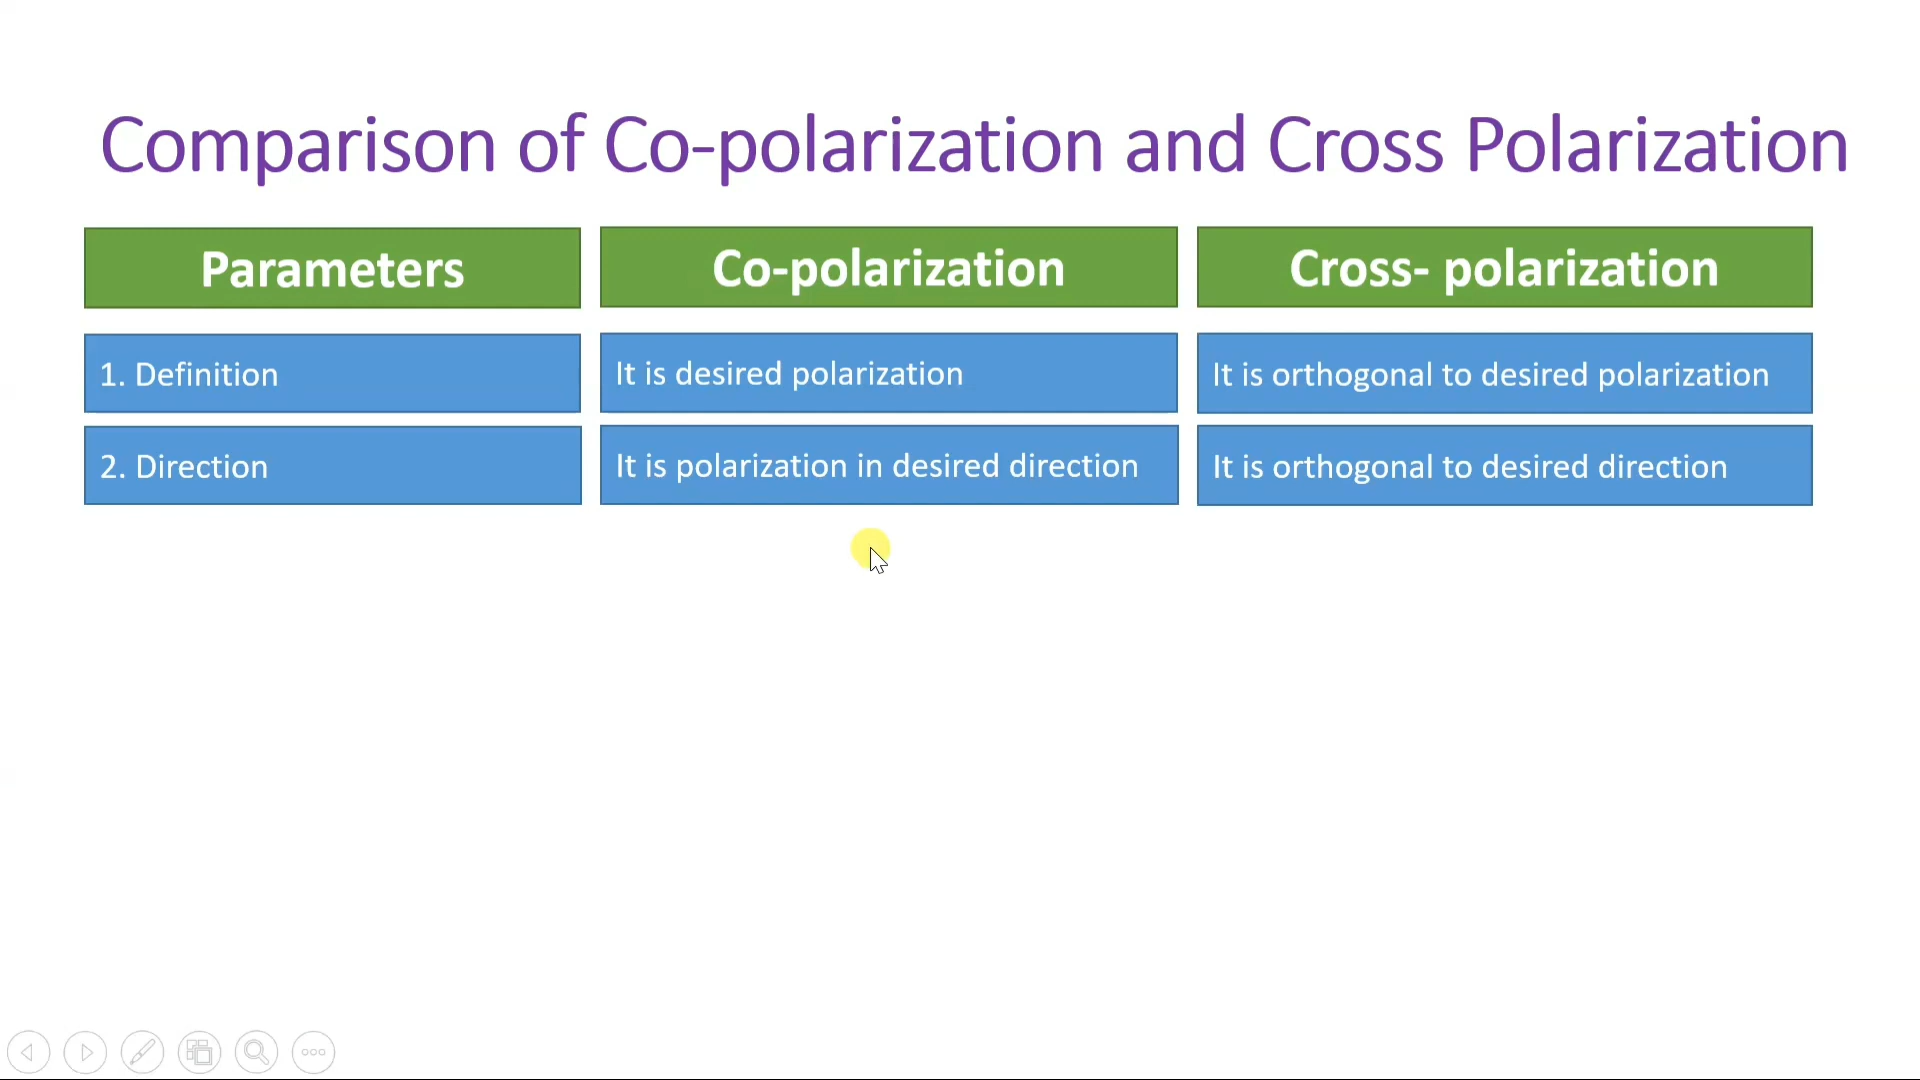 Comparison of Co-polarization and Cross Polarization
Parameters
Co-polarization
Cross- polarization
1. Definition
It is desired polarization
It is orthogonal to desired polarization
2. Direction
It is polarization in desired direction
It is orthogonal to desired direction